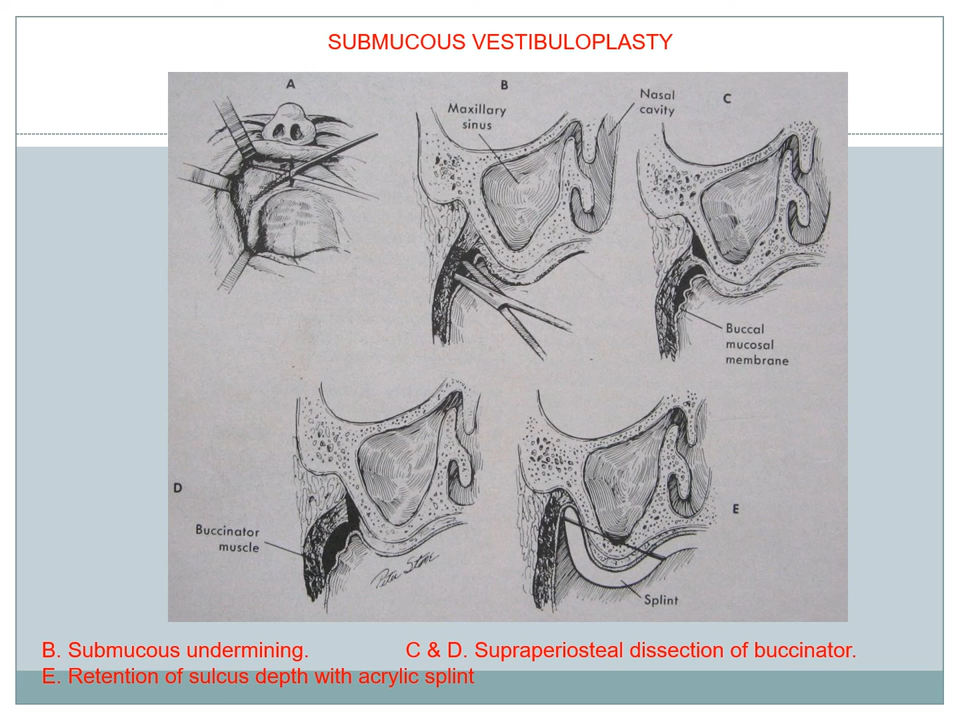 SUBMUCOUS VESTIBULOPLASTY
A
B
Maxillary
sinus
Nasal
cavity
C
Buccal
mucosal
membrane
D
Buccinator
muscle
E
Splint
B. Submucous undermining. C & D. Supraperiosteal dissection of buccinator.
E. Retention of sulcus depth with acrylic splint